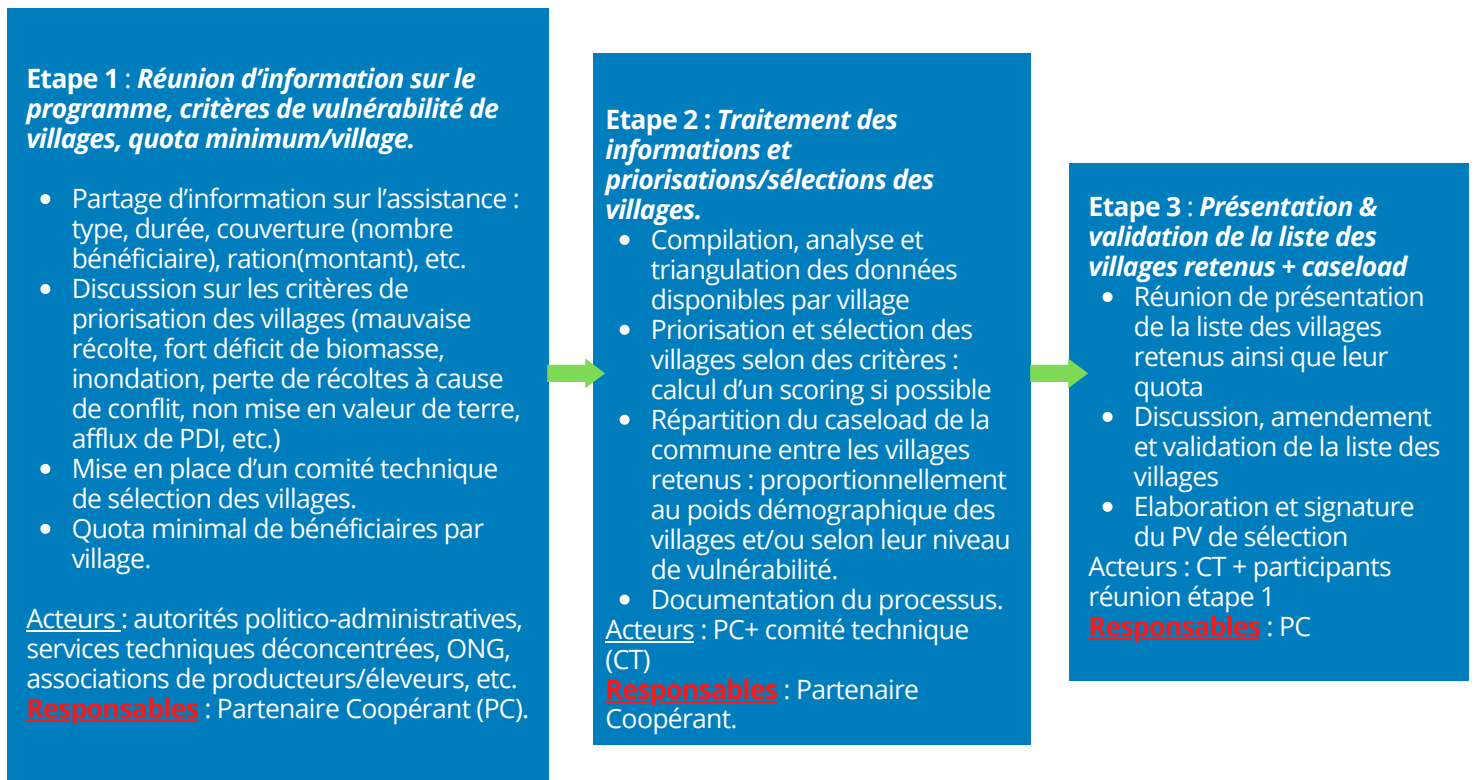 Etape 1 : Réunion d’information sur le
programme, critères de vulnérabilité de
villages, quota minimum/village.
• Partage d’information sur l’assistance :
type, durée, couverture (nombre
bénéficiaire), ration(montant), etc.
• Discussion sur les critères de
priorisation des villages (mauvaise
récolte, fort déficit de biomasse,
inondation, perte de récoltes à cause
de conflit, non mise en valeur de terre,
afflux de PDI, etc.)
• Mise en place d’un comité technique
de sélection des villages.
• Quota minimal de bénéficiaires par
village.
Acteurs : autorités politico-administratives,
services techniques déconcentrées, ONG,
associations de producteurs/éleveurs, etc.
Responsables : Partenaire Coopérant (PC).
Etape 2 : Traitement des
informations et
priorisations/sélections des
villages.
• Compilation, analyse et
triangulation des données
disponibles par village
• Priorisation et sélection des
villages selon des critères :
calcul d’un scoring si possible
• Répartition du caseload de la
commune entre les villages
retenus : proportionnellement
au poids démographique des
villages et/ou selon leur niveau
de vulnérabilité.
• Documentation du processus.
Acteurs : PC+ comité technique
(CT)
Responsables : Partenaire
Coopérant.
Etape 3 : Présentation &
validation de la liste des
villages retenus + caseload
• Réunion de présentation
de la liste des villages
retenus ainsi que leur
quota
• Discussion, amendement
et validation de la liste des
villages
• Elaboration et signature
du PV de sélection
Acteurs : CT + participants
réunion étape 1
Responsables : PC